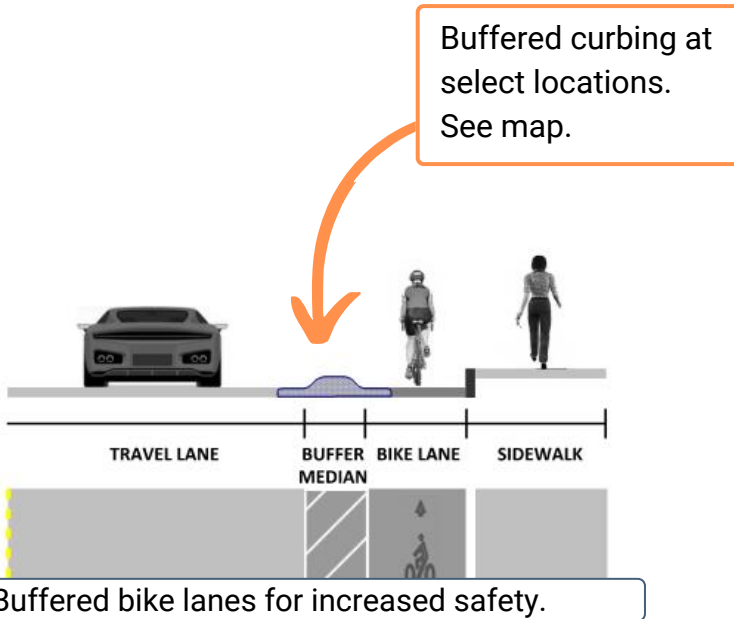 Buffered curbing at
select locations.
See map.
TRAVEL LANE
BUFFER
MEDIAN
BIKE LANE
SIDEWALK
Buffered bike lanes for increased safety.